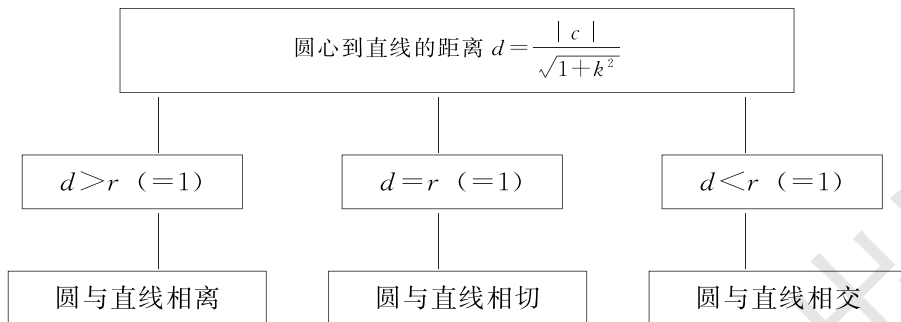 圆心到直线的距离 d=|c|/√(1+k²)
d>r（=1） d=r（=1） d<r（=1）
圆与直线相离 圆与直线相切 圆与直线相交